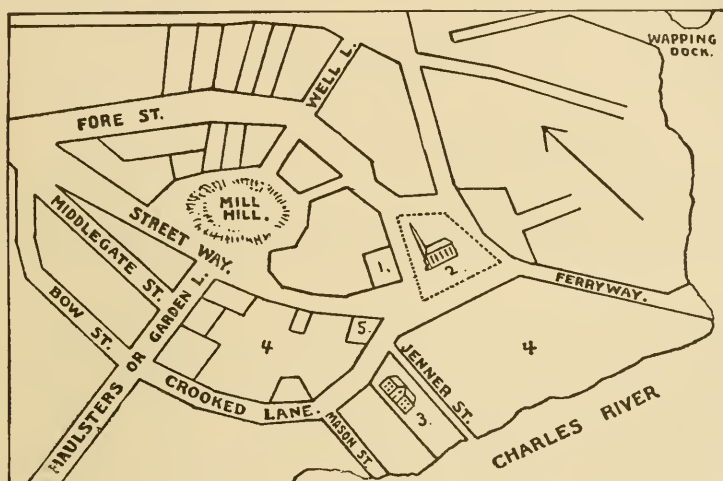 WAPPING
DOCK.
WELL L.
FORE ST.
MILL
HILL.
STREET WAY.
MIDDLEGATE ST.
1.
2.
FERRYWAY.
BOW ST.
HAULSTERS OR GARDEN L.
4
5.
4
JENNER ST.
CROOKED LANE.
3.
MASON ST.
CHARLES RIVER